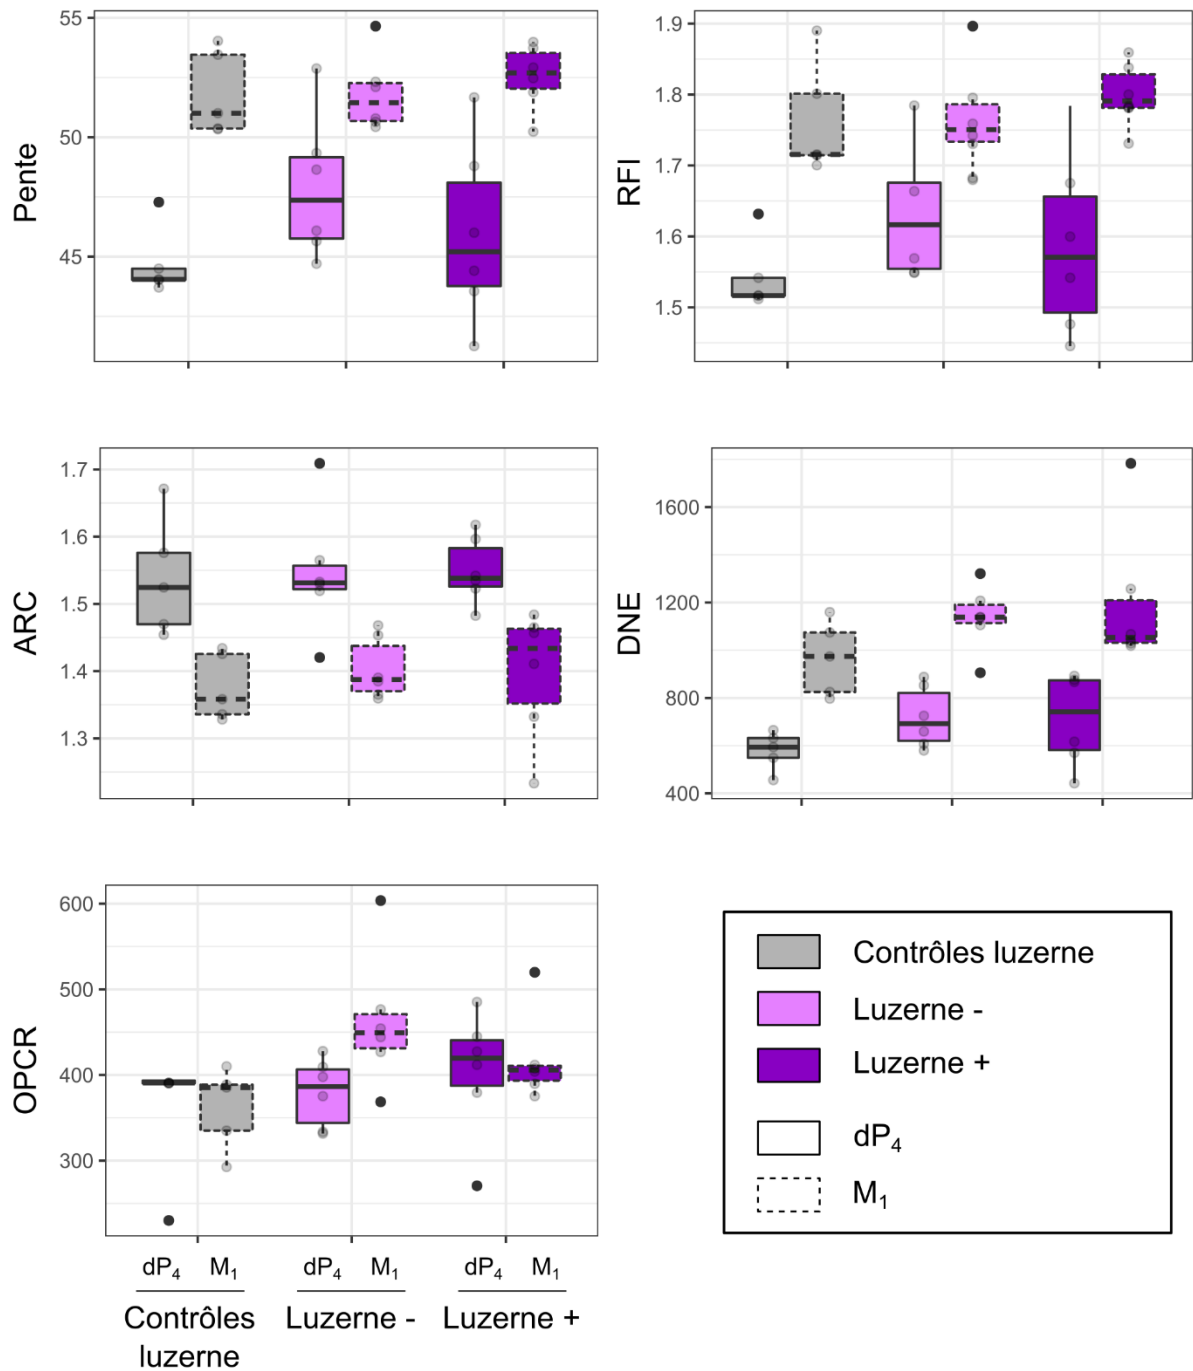 Pente
55
50
45
RFI
1.9
1.8
1.7
1.6
1.5
ARC
1.7
1.6
1.5
1.4
1.3
DNE
1600
1200
800
400
OPCR
600
500
400
300
dP₄ M₁ dP₄ M₁ dP₄ M₁
Contrôles luzerne
Luzerne -
Luzerne +
Contrôles luzerne
Luzerne -
Luzerne +
dP₄
M₁